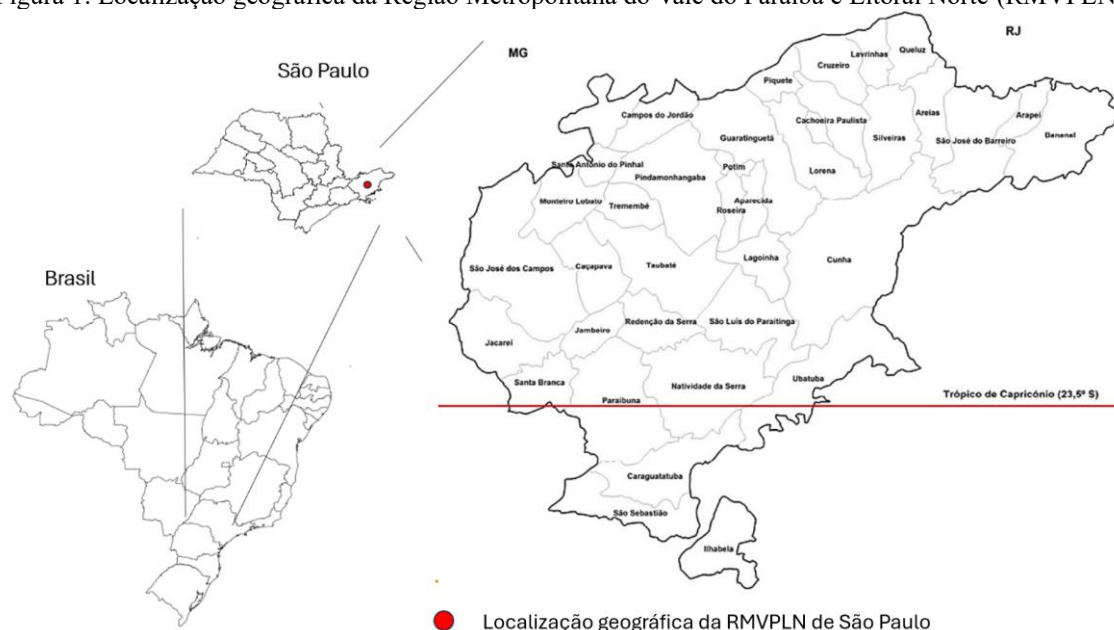 Figura 1: Localização geográfica da Região Metropolitana do Vale do Paraíba e Litoral Norte (RMVPLN
São Paulo
Brasil
MG
RJ
Queluz
Lavrinhas
Cruzeiro
Piquete
Campos do Jordão
Cachoeira Paulista
Areias
Arapeí
Bananal
Guaratinguetá
Silveiras
São José do Barreiro
Santo Antonio do Pinhal
Potim
Lorena
Pindamonhangaba
Monteiro Lobato
Tremembé
Roseira
Aparecida
São José dos Campos
Caçapava
Taubaté
Lagoinha
Cunha
Redenção da Serra
São Luis do Paraitinga
Jambeiro
Jacareí
Santa Branca
Natividade da Serra
Ubatuba
Paraibuna
Trópico de Capricónio (23,5º S)
Caraguatatuba
São Sebastião
Ilhabela
Localização geográfica da RMVPLN de São Paulo